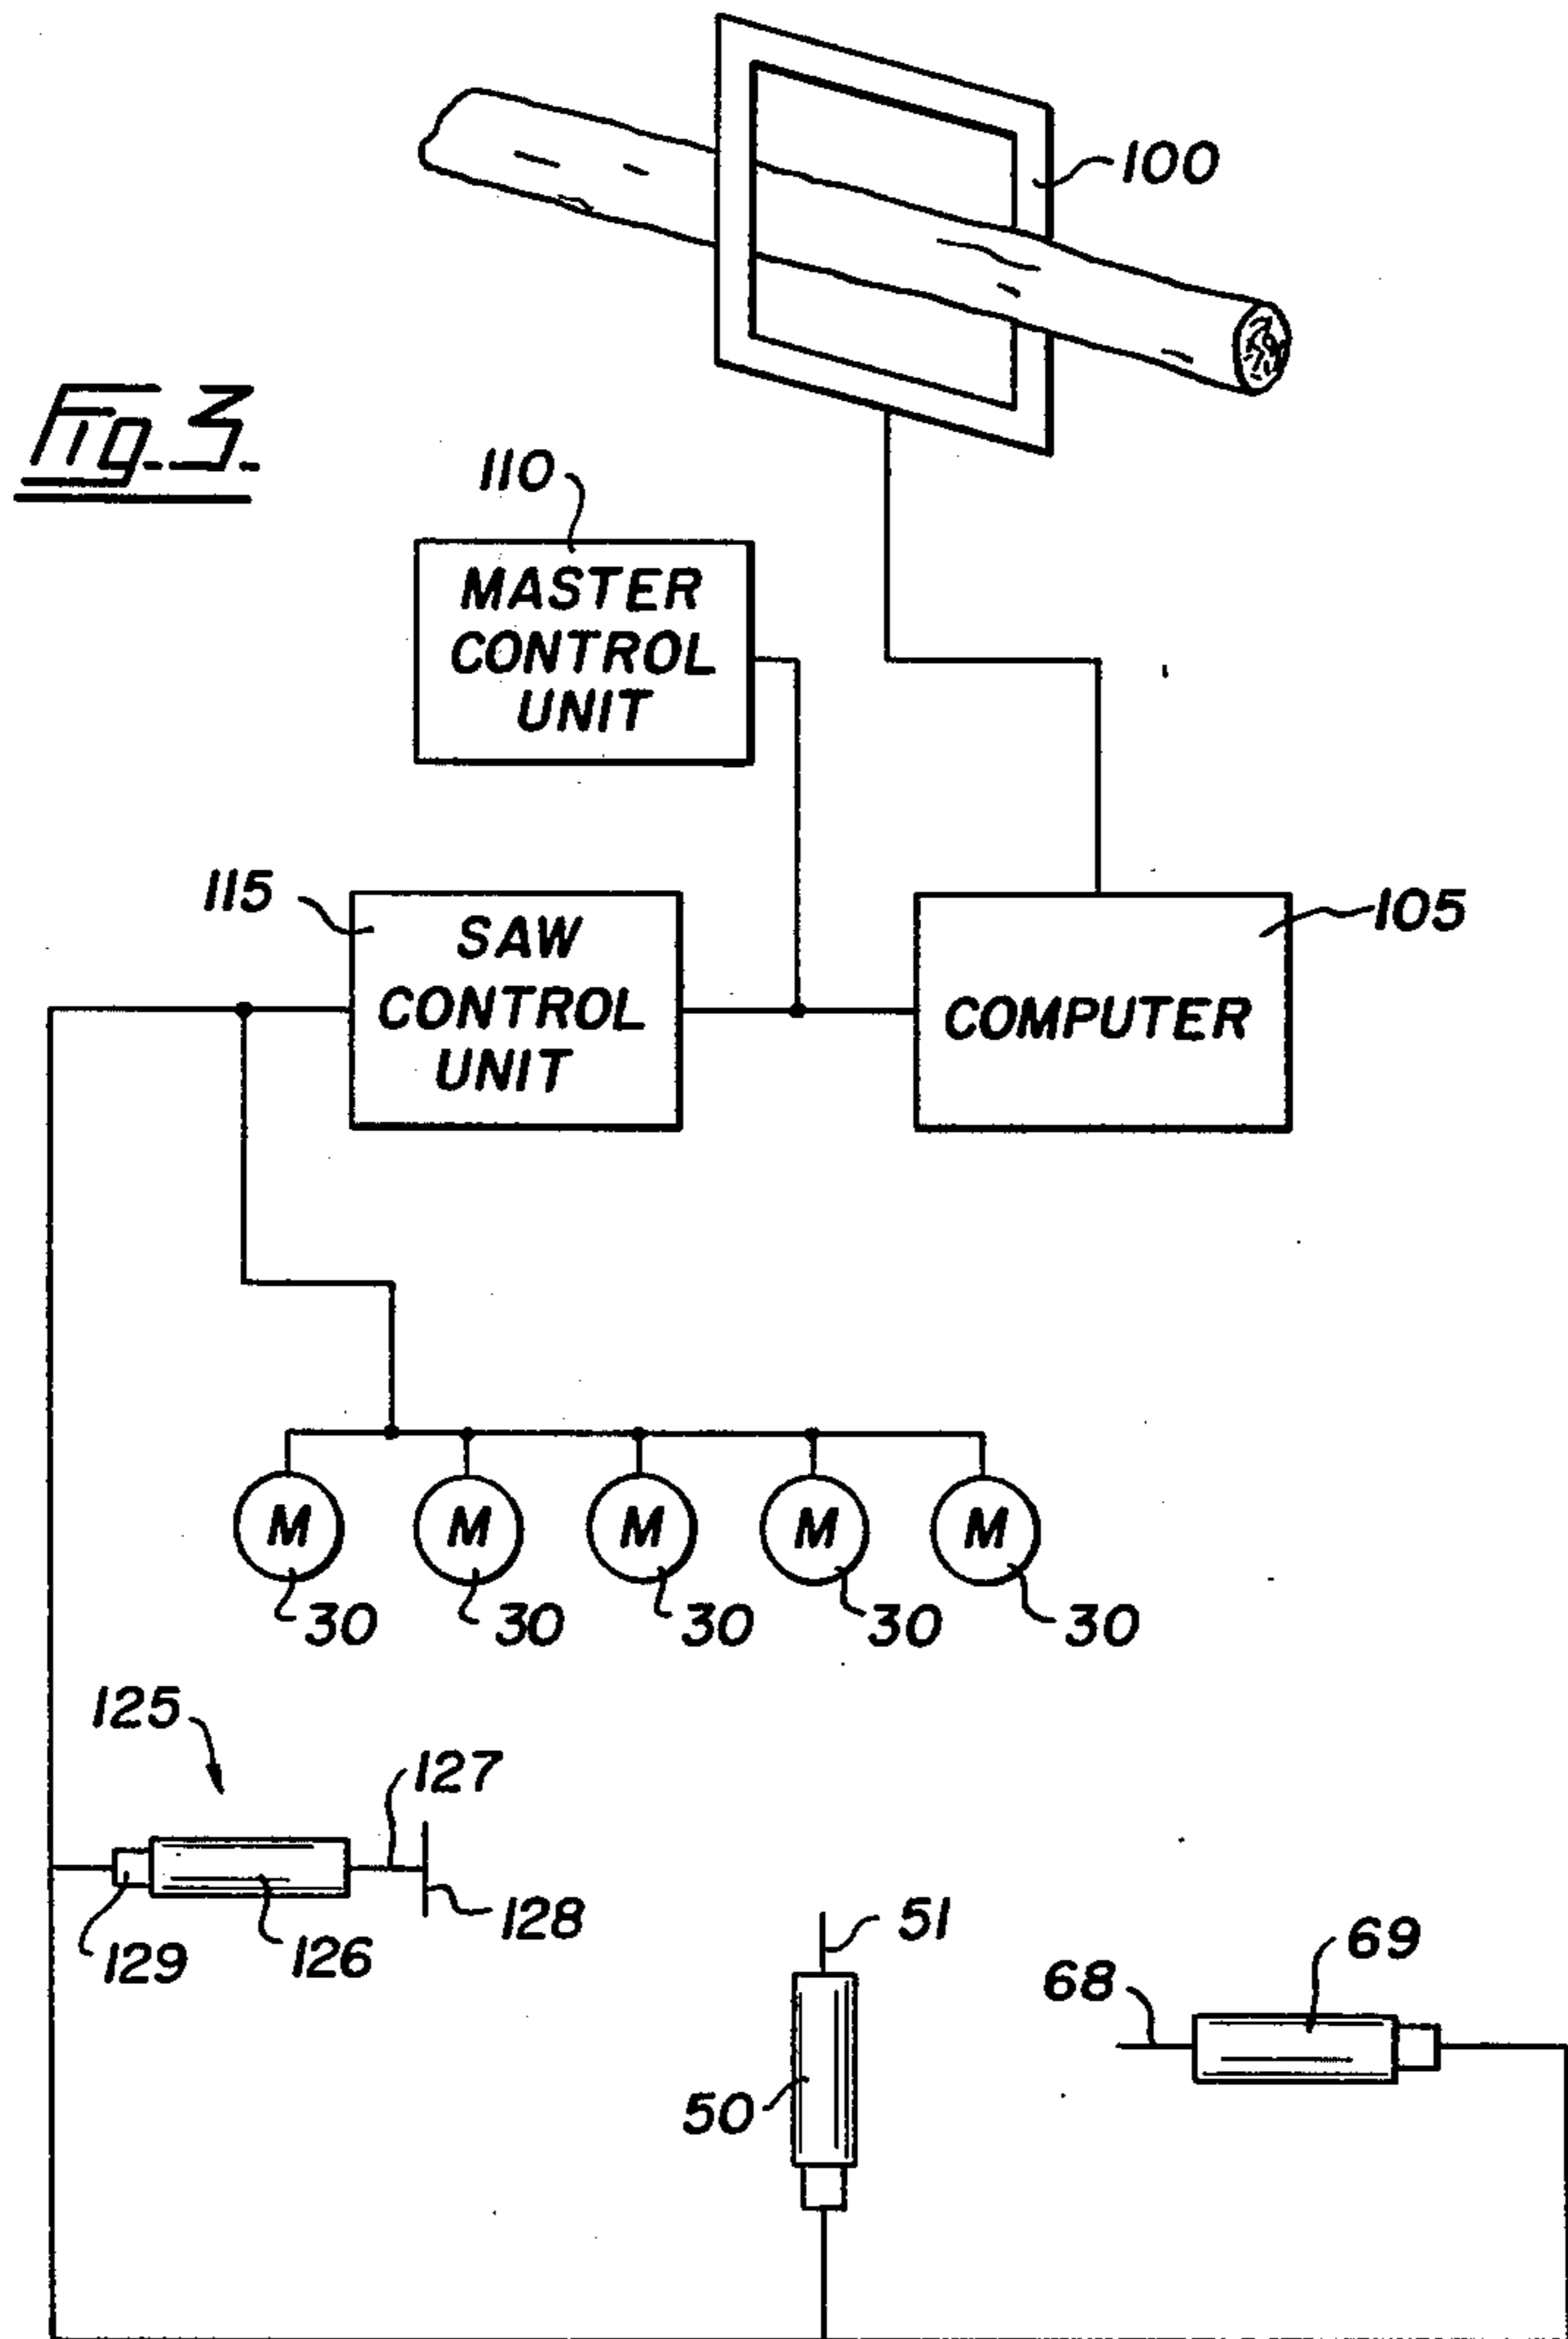 100
Fig. 3.
110
MASTER
CONTROL
UNIT
115
SAW
CONTROL
UNIT
105
COMPUTER
M
M
M
M
M
30
30
30
30
30
125
127
129
126
128
51
50
68
69